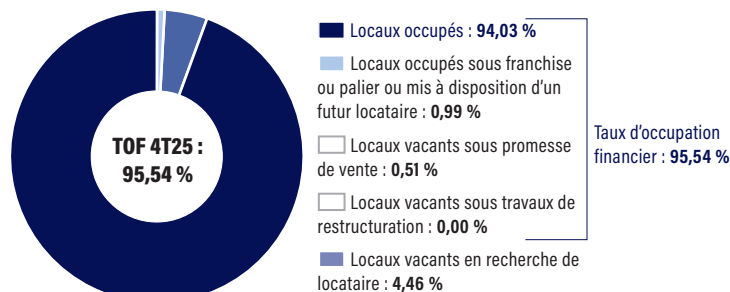 TOF 4T25 :
95,54 %
Locaux occupés : 94,03 %
Locaux occupés sous franchise
ou palier ou mis à disposition d'un
futur locataire : 0,99 %
Locaux vacants sous promesse
de vente : 0,51 %
Locaux vacants sous travaux de
restructuration : 0,00 %
Locaux vacants en recherche de
locataire : 4,46 %
Taux d'occupation
financier : 95,54 %